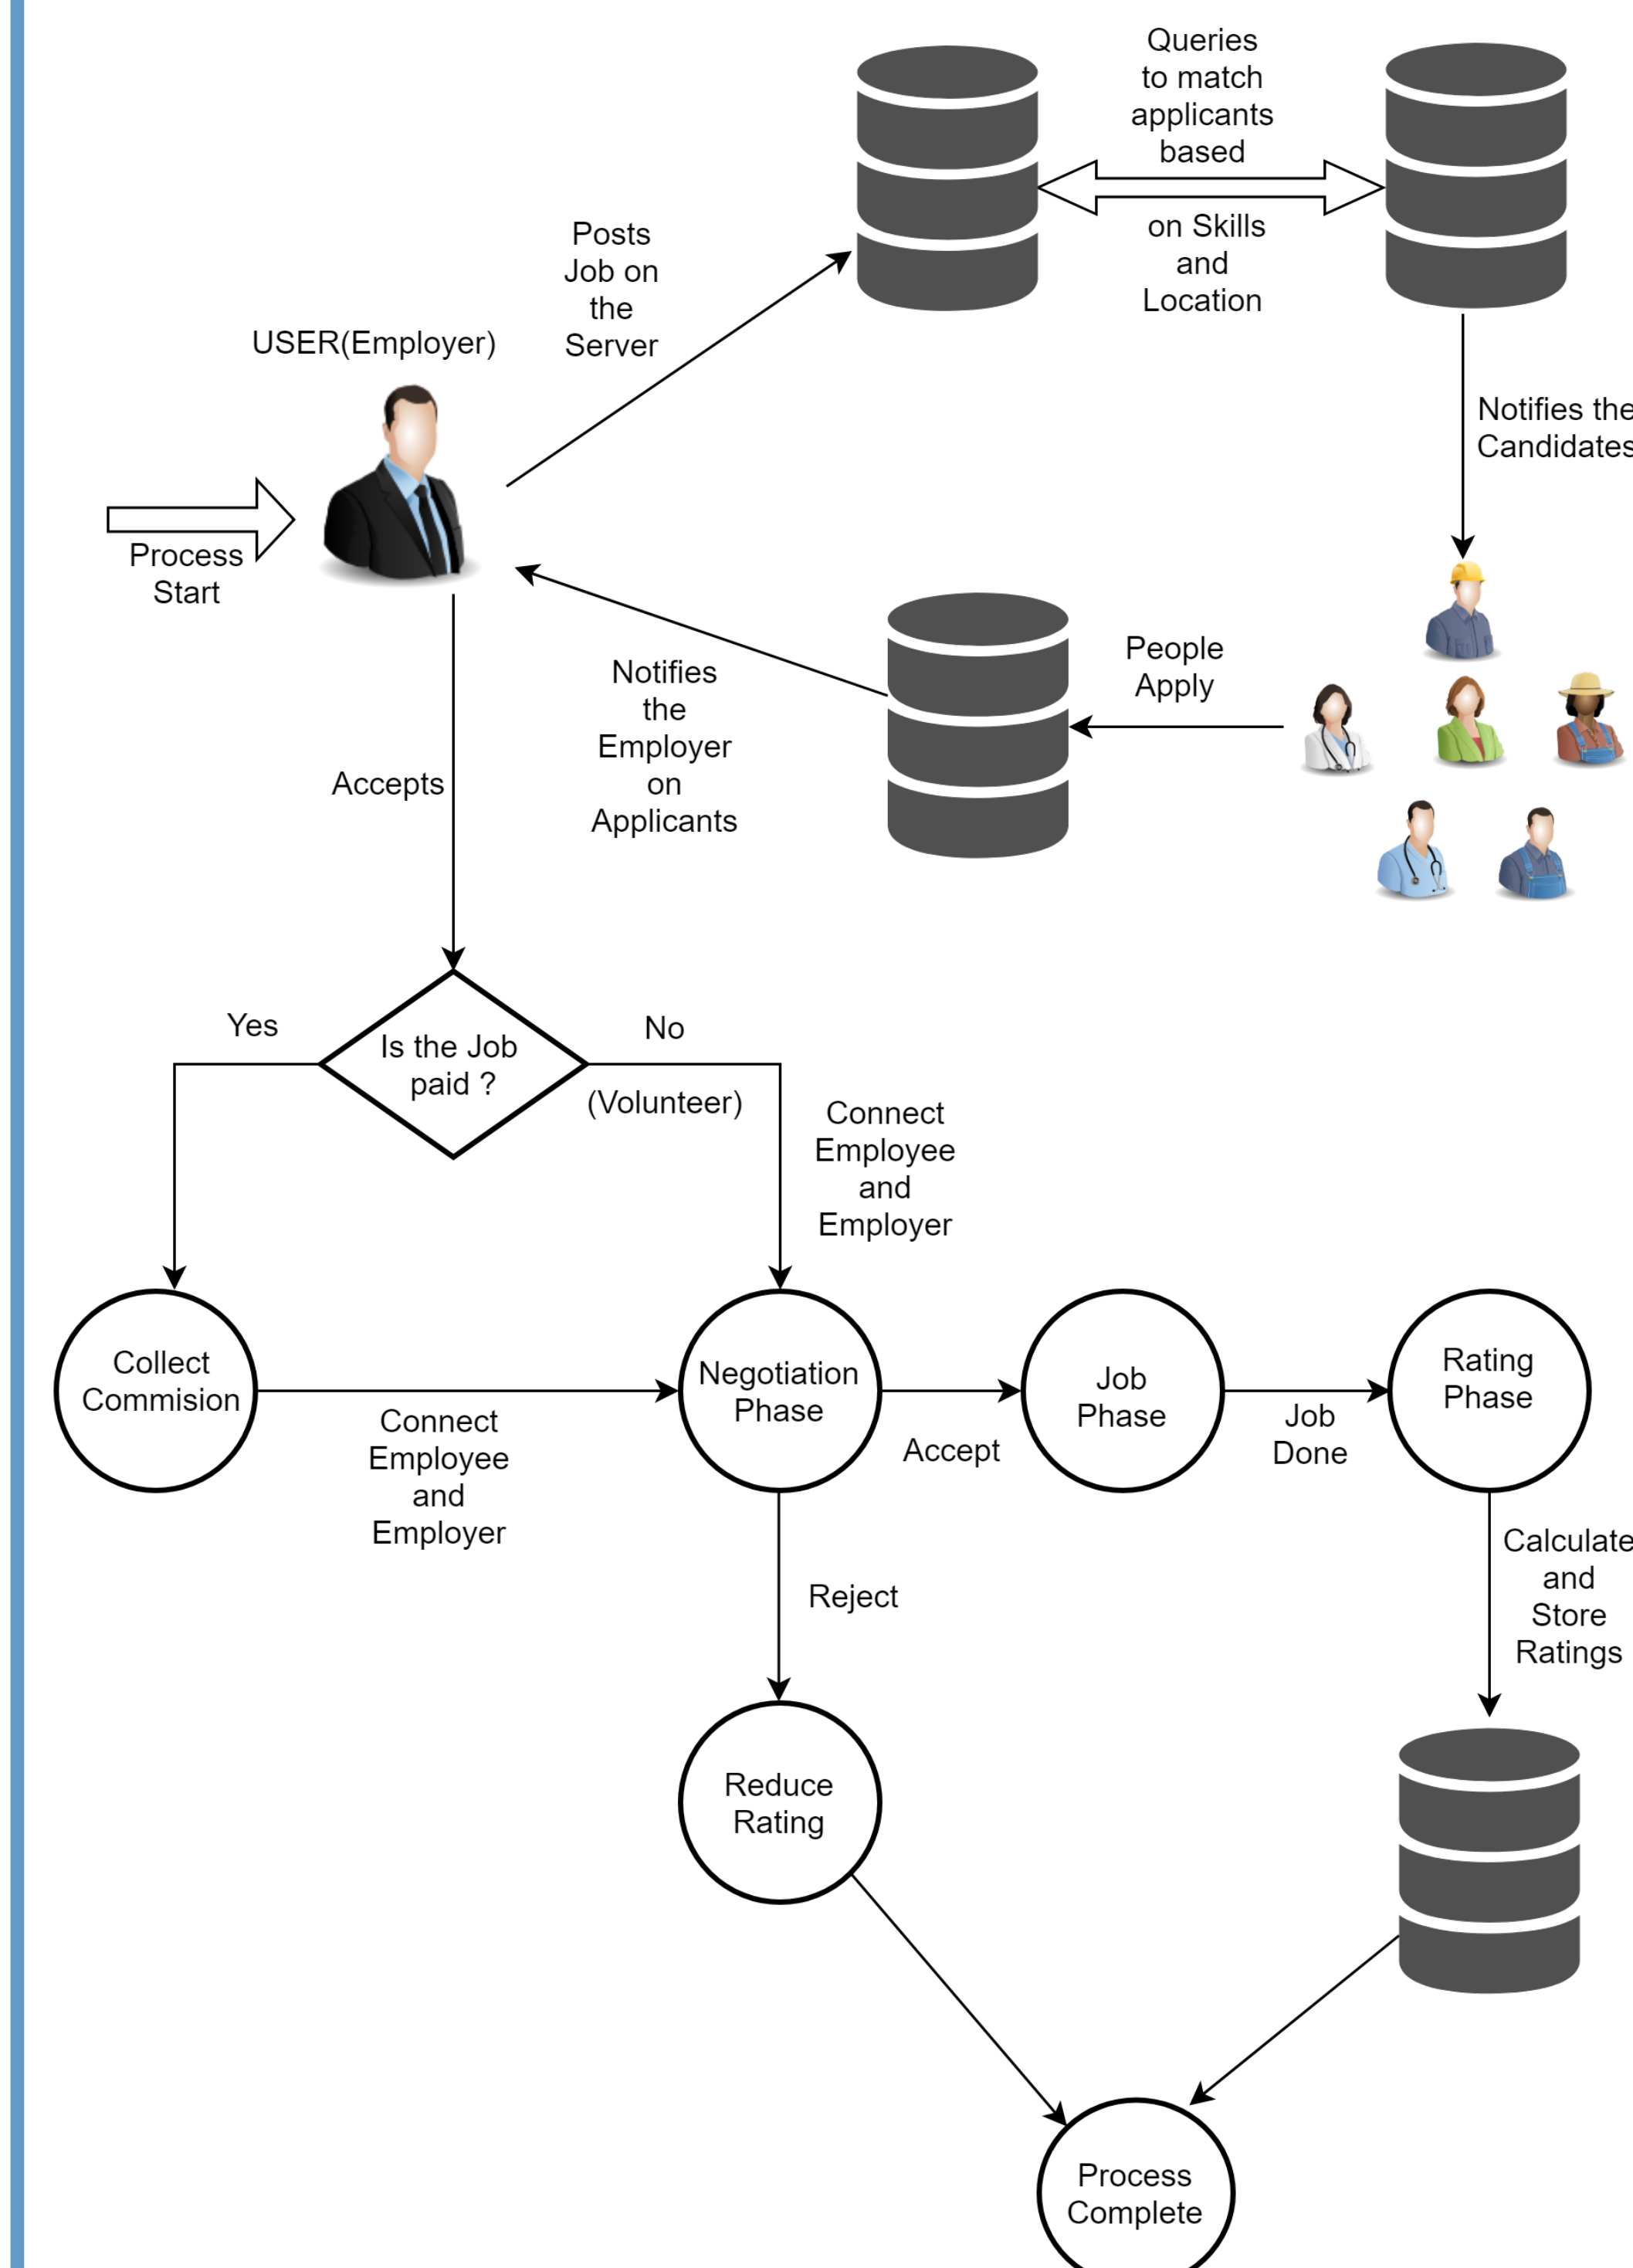 Queries
to match
applicants
based
on Skills
and
Location
Posts
Job on
the
Server
USER(Employer)
Notifies the
Candidates
Process
Start
People
Apply
Notifies
the
Employer
on
Applicants
Accepts
Yes
Is the Job
paid ?
No
(Volunteer)
Connect
Employee
and
Employer
Collect
Commision
Connect
Employee
and
Employer
Negotiation
Phase
Accept
Job
Phase
Job
Done
Rating
Phase
Reject
Calculate
and
Store
Ratings
Reduce
Rating
Process
Complete